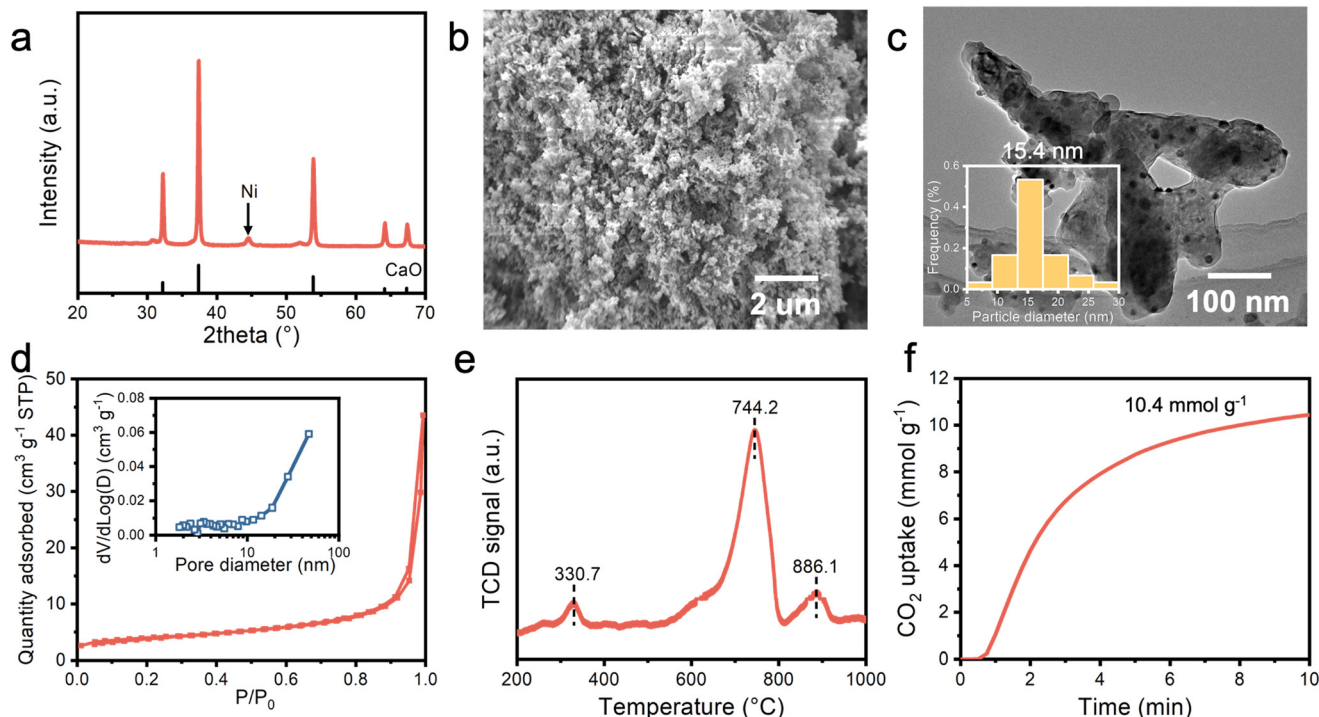 a
Intensity (a.u.)
Ni
CaO
20 30 40 50 60 70
2theta (°)
b
2 um
c
15.4 nm
Frequency (%)
0.6
0.4
0.2
0.0
5 10 15 20 25 30
Particle diameter (nm)
100 nm
d
Quantity adsorbed (cm³ g⁻¹ STP)
50
40
30
20
10
0
0.0 0.2 0.4 0.6 0.8 1.0
P/P₀
dV/dLog(D) (cm³ g⁻¹)
0.08
0.06
0.04
0.02
0.00
1 10 100
Pore diameter (nm)
e
TCD signal (a.u.)
330.7
744.2
886.1
200 400 600 800 1000
Temperature (°C)
f
CO₂ uptake (mmol g⁻¹)
12
10
8
6
4
2
0
10.4 mmol g⁻¹
0 2 4 6 8 10
Time (min)